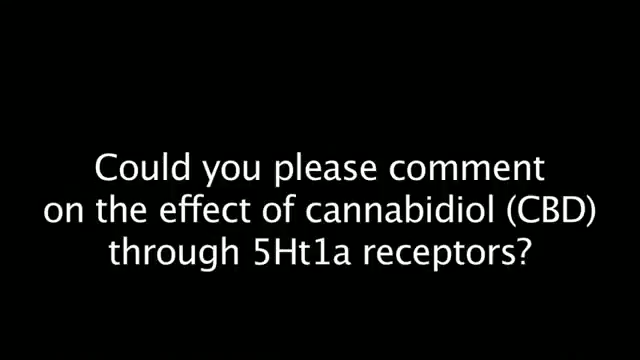 Could you please comment
on the effect of cannabidiol (CBD)
through 5Ht1a receptors?